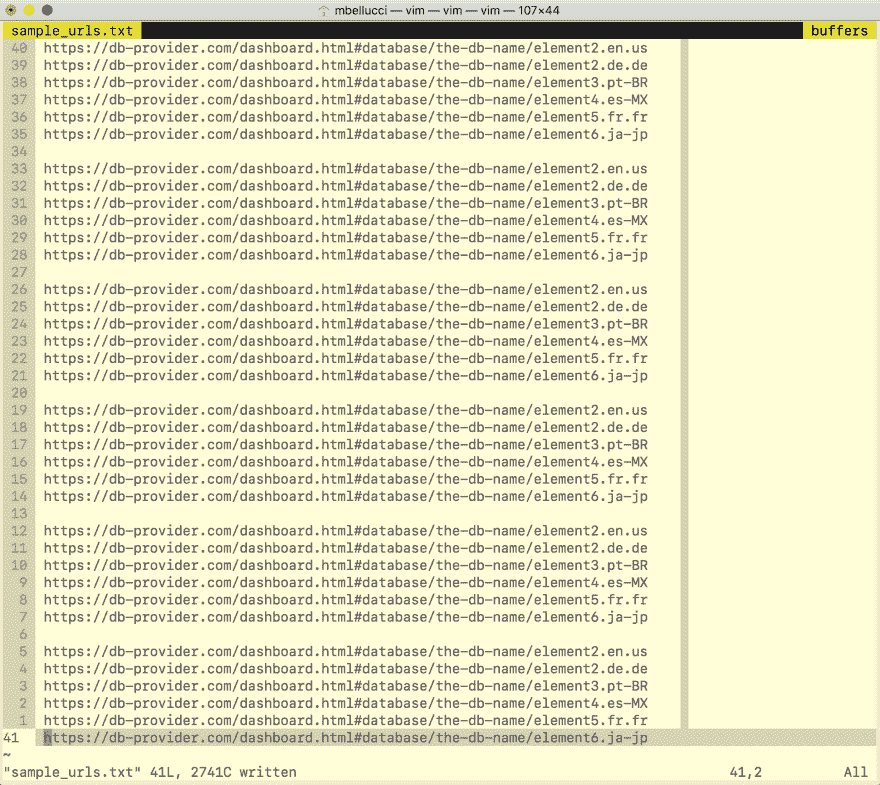 mbellucci — vim — vim — vim — 107×44
sample_urls.txt buffers
40 https://db-provider.com/dashboard.html#database/the-db-name/element2.en.us
39 https://db-provider.com/dashboard.html#database/the-db-name/element2.de.de
38 https://db-provider.com/dashboard.html#database/the-db-name/element3.pt-BR
37 https://db-provider.com/dashboard.html#database/the-db-name/element4.es-MX
36 https://db-provider.com/dashboard.html#database/the-db-name/element5.fr.fr
35 https://db-provider.com/dashboard.html#database/the-db-name/element6.ja-jp
34
33 https://db-provider.com/dashboard.html#database/the-db-name/element2.en.us
32 https://db-provider.com/dashboard.html#database/the-db-name/element2.de.de
31 https://db-provider.com/dashboard.html#database/the-db-name/element3.pt-BR
30 https://db-provider.com/dashboard.html#database/the-db-name/element4.es-MX
29 https://db-provider.com/dashboard.html#database/the-db-name/element5.fr.fr
28 https://db-provider.com/dashboard.html#database/the-db-name/element6.ja-jp
27
26 https://db-provider.com/dashboard.html#database/the-db-name/element2.en.us
25 https://db-provider.com/dashboard.html#database/the-db-name/element2.de.de
24 https://db-provider.com/dashboard.html#database/the-db-name/element3.pt-BR
23 https://db-provider.com/dashboard.html#database/the-db-name/element4.es-MX
22 https://db-provider.com/dashboard.html#database/the-db-name/element5.fr.fr
21 https://db-provider.com/dashboard.html#database/the-db-name/element6.ja-jp
20
19 https://db-provider.com/dashboard.html#database/the-db-name/element2.en.us
18 https://db-provider.com/dashboard.html#database/the-db-name/element2.de.de
17 https://db-provider.com/dashboard.html#database/the-db-name/element3.pt-BR
16 https://db-provider.com/dashboard.html#database/the-db-name/element4.es-MX
15 https://db-provider.com/dashboard.html#database/the-db-name/element5.fr.fr
14 https://db-provider.com/dashboard.html#database/the-db-name/element6.ja-jp
13
12 https://db-provider.com/dashboard.html#database/the-db-name/element2.en.us
11 https://db-provider.com/dashboard.html#database/the-db-name/element2.de.de
10 https://db-provider.com/dashboard.html#database/the-db-name/element3.pt-BR
9 https://db-provider.com/dashboard.html#database/the-db-name/element4.es-MX
8 https://db-provider.com/dashboard.html#database/the-db-name/element5.fr.fr
7 https://db-provider.com/dashboard.html#database/the-db-name/element6.ja-jp
6
5 https://db-provider.com/dashboard.html#database/the-db-name/element2.en.us
4 https://db-provider.com/dashboard.html#database/the-db-name/element2.de.de
3 https://db-provider.com/dashboard.html#database/the-db-name/element3.pt-BR
2 https://db-provider.com/dashboard.html#database/the-db-name/element4.es-MX
1 https://db-provider.com/dashboard.html#database/the-db-name/element5.fr.fr
41 https://db-provider.com/dashboard.html#database/the-db-name/element6.ja-jp
~
"sample_urls.txt" 41L, 2741C written 41,2 All